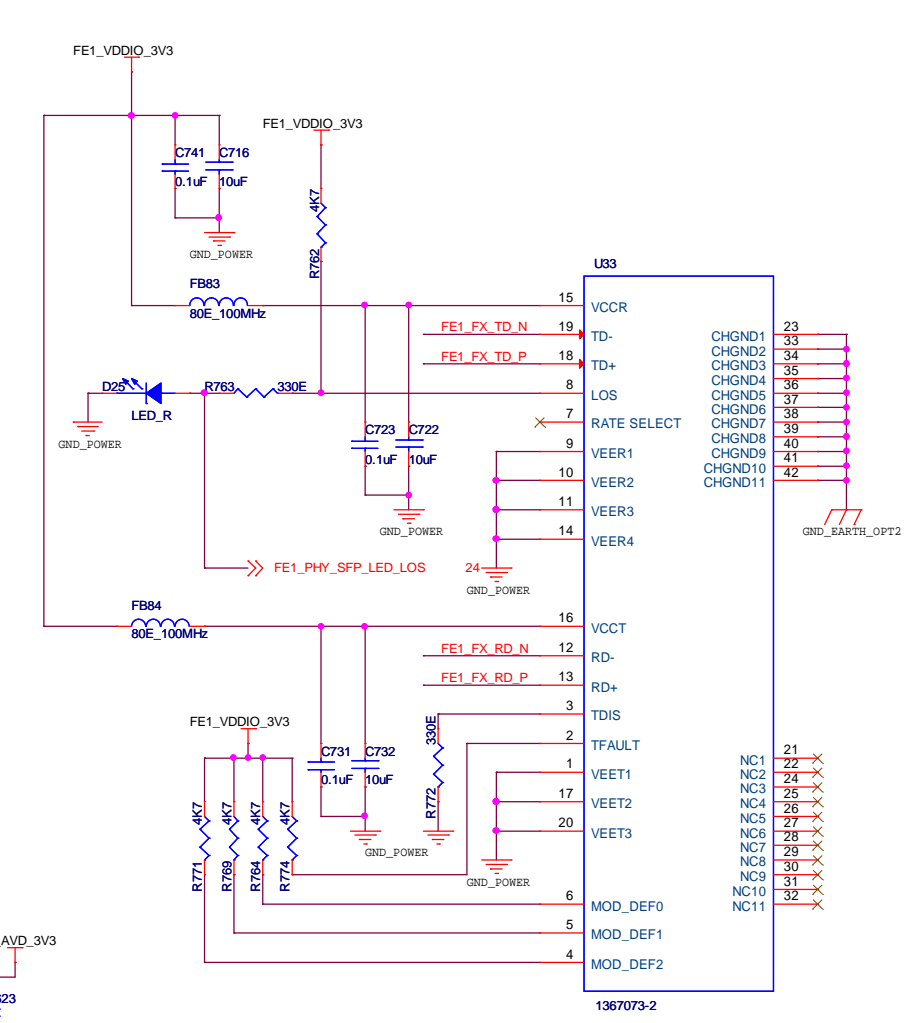 FE1_VDDIO_3V3
C741
0.1uF
C716
10uF
GND_POWER
FE1_VDDIO_3V3
4K7
R762
FB83
80E_100MHz
D25
LED_R
GND_POWER
R763
330E
FE1_PHY_SFP_LED_LOS
24
C723
0.1uF
C722
10uF
GND_POWER
FE1_FX_TD_N
FE1_FX_TD_P
GND_POWER
FB84
80E_100MHz
FE1_FX_RD_N
FE1_FX_RD_P
FE1_VDDIO_3V3
4K7
R771
4K7
R769
4K7
R764
4K7
R774
C731
0.1uF
C732
10uF
GND_POWER
330E
R772
GND_POWER
U33
15 VCCR
19 TD-
18 TD+
8 LOS
7 RATE SELECT
9 VEER1
10 VEER2
11 VEER3
14 VEER4
16 VCCT
12 RD-
13 RD+
3 TDIS
2 TFAULT
1 VEET1
17 VEET2
20 VEET3
6 MOD_DEF0
5 MOD_DEF1
4 MOD_DEF2
CHGND1 23
CHGND2 33
CHGND3 34
CHGND4 35
CHGND5 36
CHGND6 37
CHGND7 38
CHGND8 39
CHGND9 40
CHGND10 41
CHGND11 42
GND_EARTH_OPT2
NC1 21
NC2 22
NC3 24
NC4 25
NC5 26
NC6 27
NC7 28
NC8 29
NC9 30
NC10 31
NC11 32
1367073-2
_AVD_3V3
623